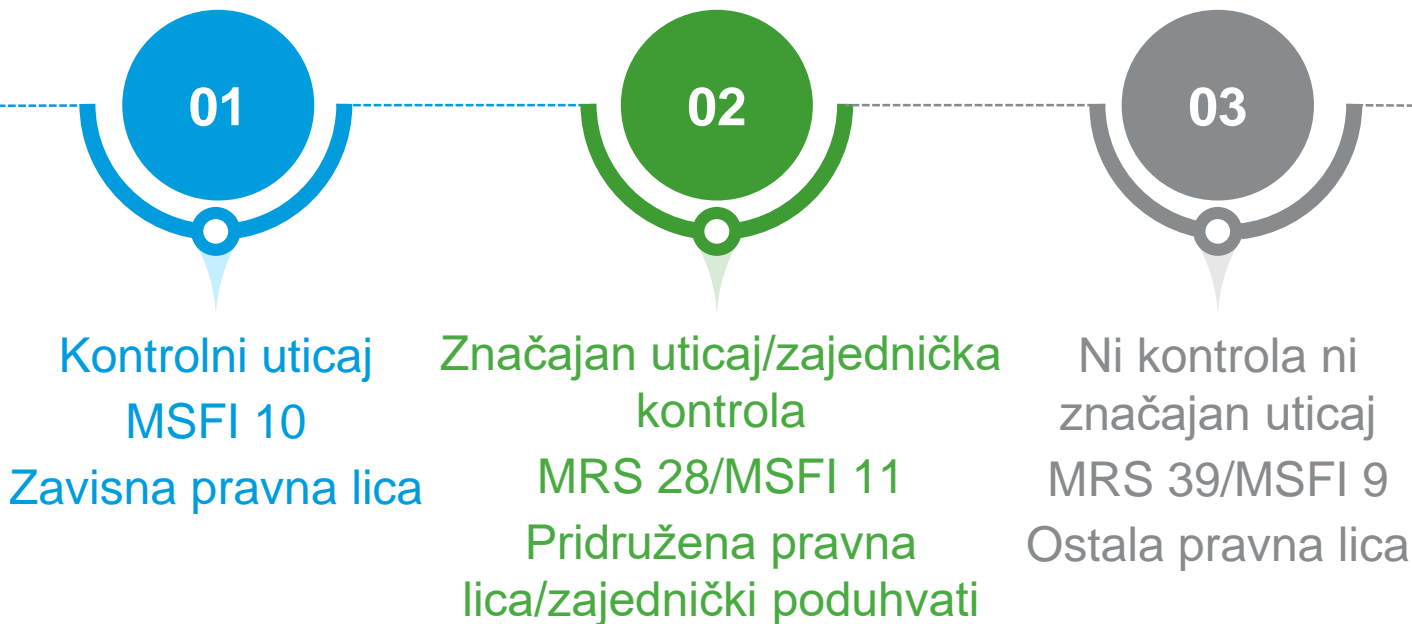 01
Kontrolni uticaj
MSFI 10
Zavisna pravna lica
02
Značajan uticaj/zajednička
kontrola
MRS 28/MSFI 11
Pridružena pravna
lica/zajednički poduhvati
03
Ni kontrola ni
značajan uticaj
MRS 39/MSFI 9
Ostala pravna lica